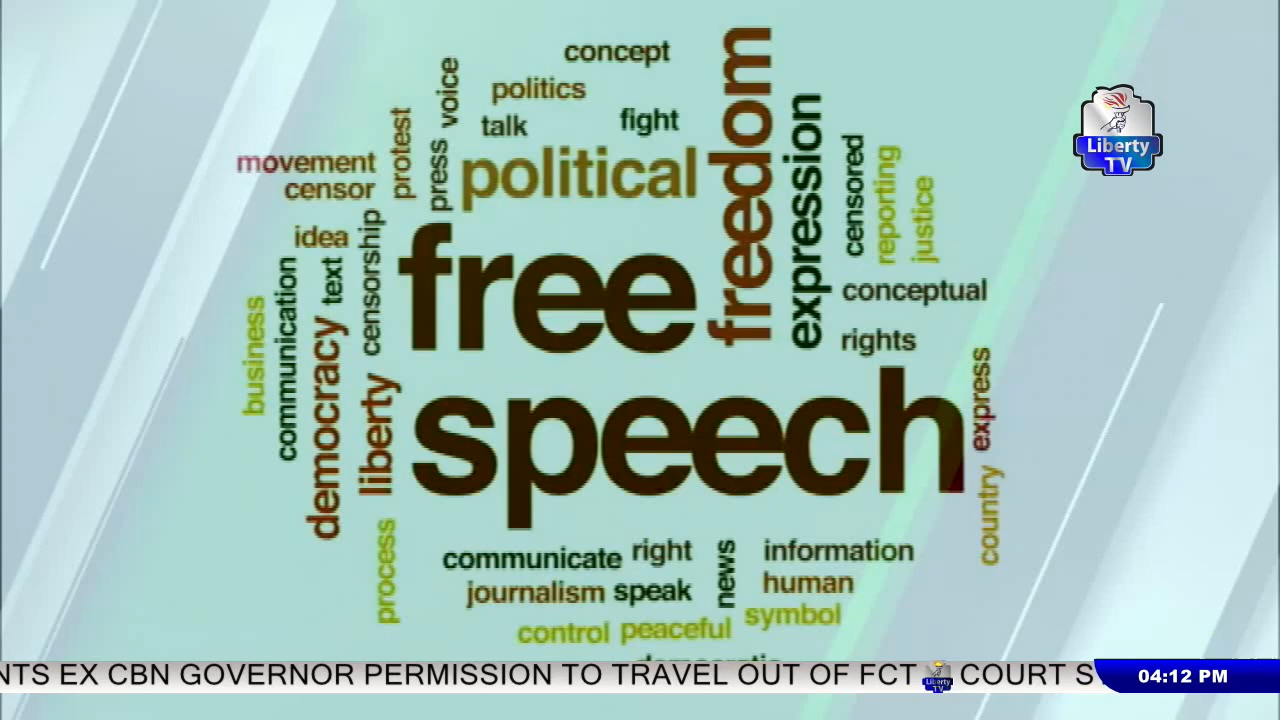 concept
politics
voice
talk
fight
freedom
expression
protest
press
political
movement
censor
censored
reporting
justice
idea
text
censorship
free
communication
business
democracy
liberty
conceptual
rights
speech
express
country
process
communicate
right
news
information
journalism
speak
human
control
peaceful
symbol
Liberty
TV
NTS EX CBN GOVERNOR PERMISSION TO TRAVEL OUT OF FCT Liberty TV COURT S
04:12 PM